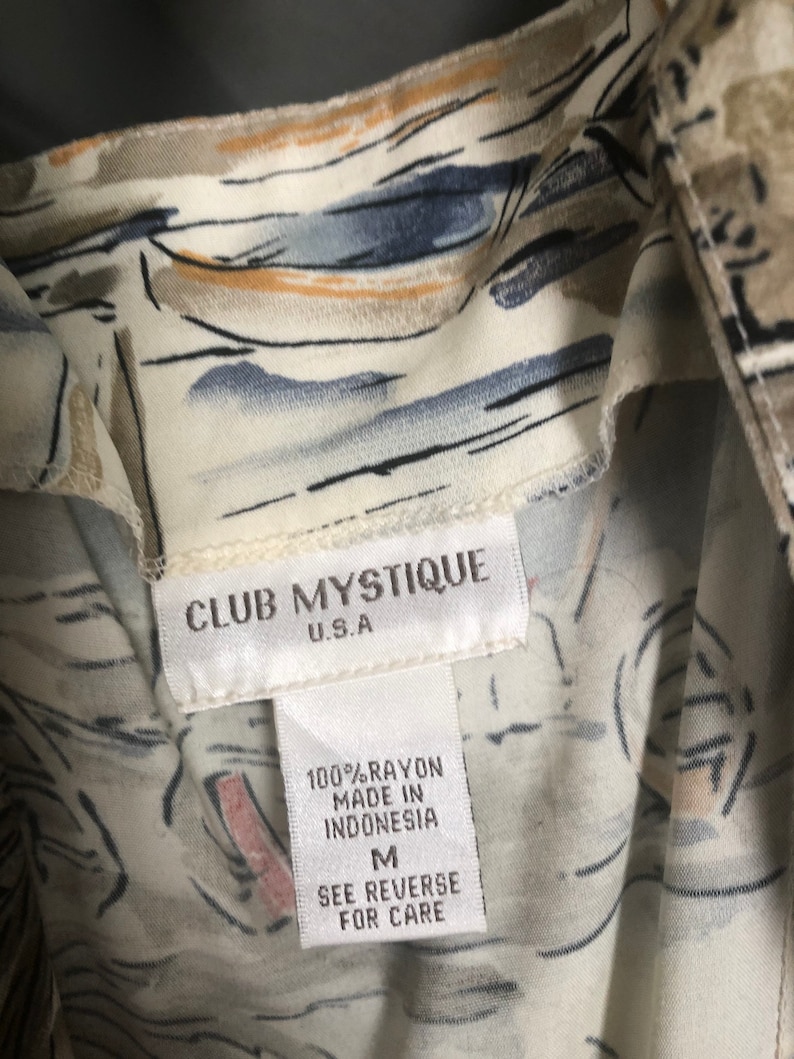 CLUB MYSTIQUE
U.S.A
100%RAYON
MADE IN
INDONESIA
M
SEE REVERSE
FOR CARE